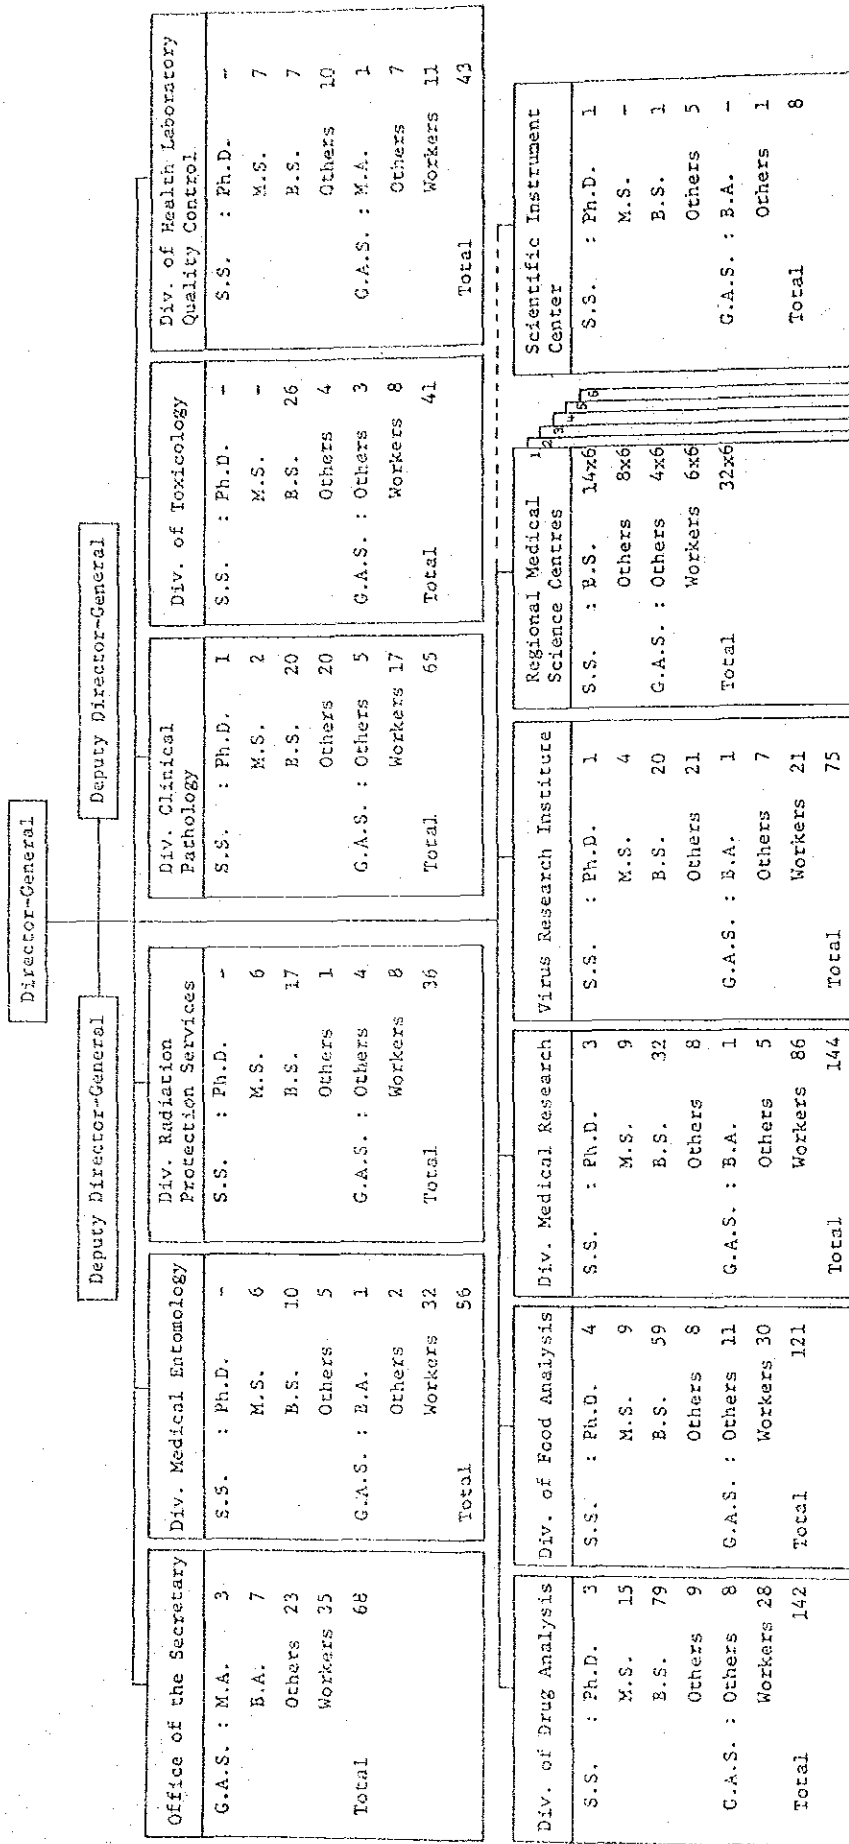 Director-General
Deputy Director-General
Deputy Director-General
Office of the Secretary
G.A.S. : M.A. 3
B.A. 7
Others 23
Workers 35
Total 68
Div. Medical Entomology
S.S. : Ph.D. -
M.S. 6
B.S. 10
Others 5
G.A.S. : B.A. 1
Others 2
Workers 32
Total 56
Div. Radiation
Protection Services
S.S. : Ph.D. -
M.S. 6
B.S. 17
Others 1
G.A.S. : Others 4
Workers 8
Total 36
Div. Clinical
Pathology
S.S. : Ph.D. 1
M.S. 2
B.S. 20
Others 20
G.A.S. : Others 5
Workers 17
Total 65
Div. of Toxicology
S.S. : Ph.D. -
M.S. -
B.S. 26
Others 4
G.A.S. : Others 3
Workers 8
Total 41
Div. of Health Laboratory
Quality Control
S.S. : Ph.D. -
M.S. 7
B.S. 7
Others 10
G.A.S. : M.A. 1
Others 7
Workers 11
Total 43
Div. of Drug Analysis
S.S. : Ph.D. 3
M.S. 15
B.S. 79
Others 9
G.A.S. : Others 8
Workers 28
Total 142
Div. of Food Analysis
S.S. : Ph.D. 4
M.S. 9
B.S. 59
Others 8
G.A.S. : Others 11
Workers 30
Total 121
Div. Medical Research
S.S. : Ph.D. 3
M.S. 9
B.S. 32
Others 8
G.A.S. : B.A. 1
Others 5
Workers 86
Total 144
Virus Research Institute
S.S. : Ph.D. 1
M.S. 4
B.S. 20
Others 21
G.A.S. : B.A. 1
Others 7
Workers 21
Total 75
Regional Medical
Science Centres
S.S. : B.S. 14x6
Others 8x6
G.A.S. : Others 4x6
Workers 6x6
Total 32x6
1
2
3
4
5
6
Scientific Instrument
Center
S.S. : Ph.D. 1
M.S. -
B.S. 1
Others 5
G.A.S. : B.A. -
Others 1
Total 8